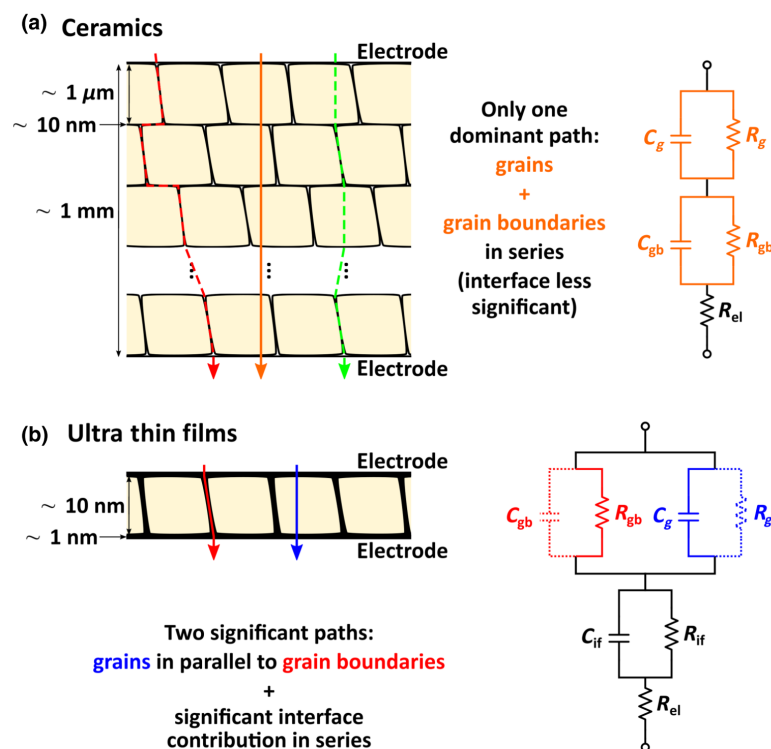 (a) Ceramics
Electrode
~ 1 μm
~ 10 nm
~ 1 mm
Electrode
Only one
dominant path:
grains
+
grain boundaries
in series
(interface less
significant)
Cg
Rg
Cgb
Rgb
Rel
(b) Ultra thin films
Electrode
~ 10 nm
~ 1 nm
Electrode
Two significant paths:
grains in parallel to grain boundaries
+
significant interface
contribution in series
Cgb
Rgb
Cg
Rg
Cif
Rif
Rel